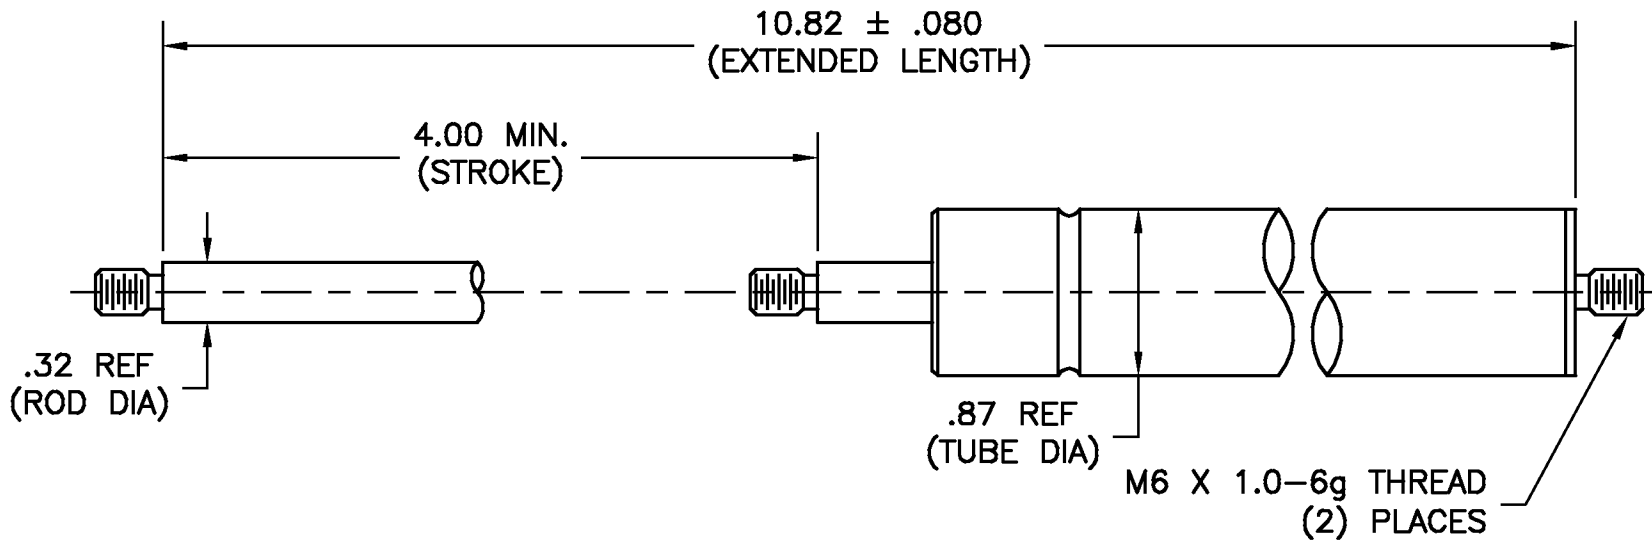 10.82 ± .080
(EXTENDED LENGTH)
4.00 MIN.
(STROKE)
.32 REF
(ROD DIA)
.87 REF
(TUBE DIA)
M6 X 1.0-6g THREAD
(2) PLACES